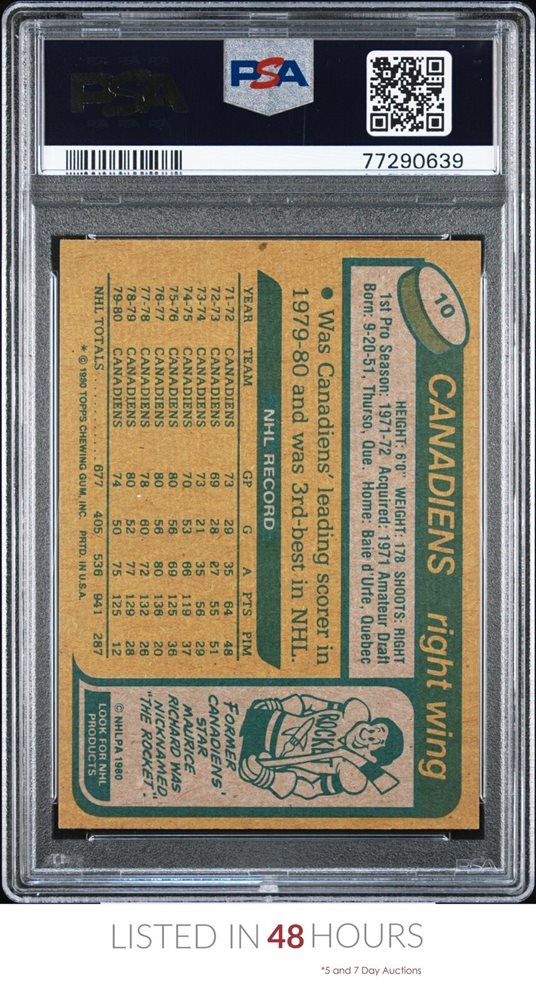 PSA
PSA
77290639
10
CANADIENS right wing
HEIGHT: 6'0" WEIGHT: 178 SHOOTS: RIGHT
1st Pro Season: 1971-72 Acquired: 1971 Amateur Draft
Born: 9-20-51, Thurso, Que. Home: Baie d'Urfe, Quebec
• Was Canadiens' leading scorer in
1979-80 and was 3rd-best in NHL.
NHL RECORD
YEAR TEAM GP G A PTS PIM
71-72 CANADIENS 73 29 35 64 48
72-73 CANADIENS 69 28 27 55 51
73-74 CANADIENS 73 21 35 56 29
74-75 CANADIENS 70 53 66 119 37
75-76 CANADIENS 80 56 69 125 36
76-77 CANADIENS 80 56 80 136 20
77-78 CANADIENS 78 60 72 132 26
78-79 CANADIENS 80 52 77 129 28
79-80 CANADIENS 74 50 75 125 12
NHL TOTALS 677 405 536 941 287
* © 1980 TOPPS CHEWING GUM, INC. PRTD. IN U.S.A.
ROCKE
FORMER
CANADIENS'
STAR
MAURICE
RICHARD WAS
NICKNAMED
"THE ROCKET".
© NHLPA 1980
LOOK FOR NHL
PRODUCTS
PSA
LISTED IN 48 HOURS
*5 and 7 Day Auctions